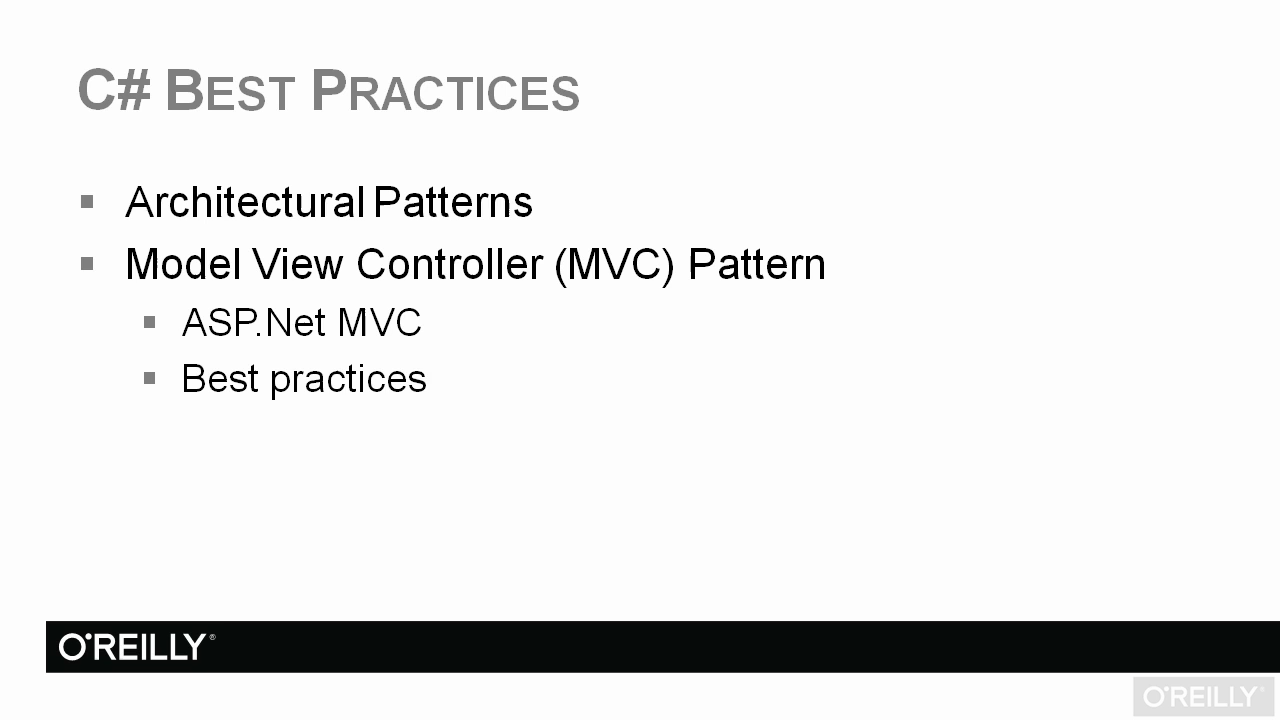 C# BEST PRACTICES
Architectural Patterns
Model View Controller (MVC) Pattern
ASP.Net MVC
Best practices
O'REILLY®
O'REILLY®